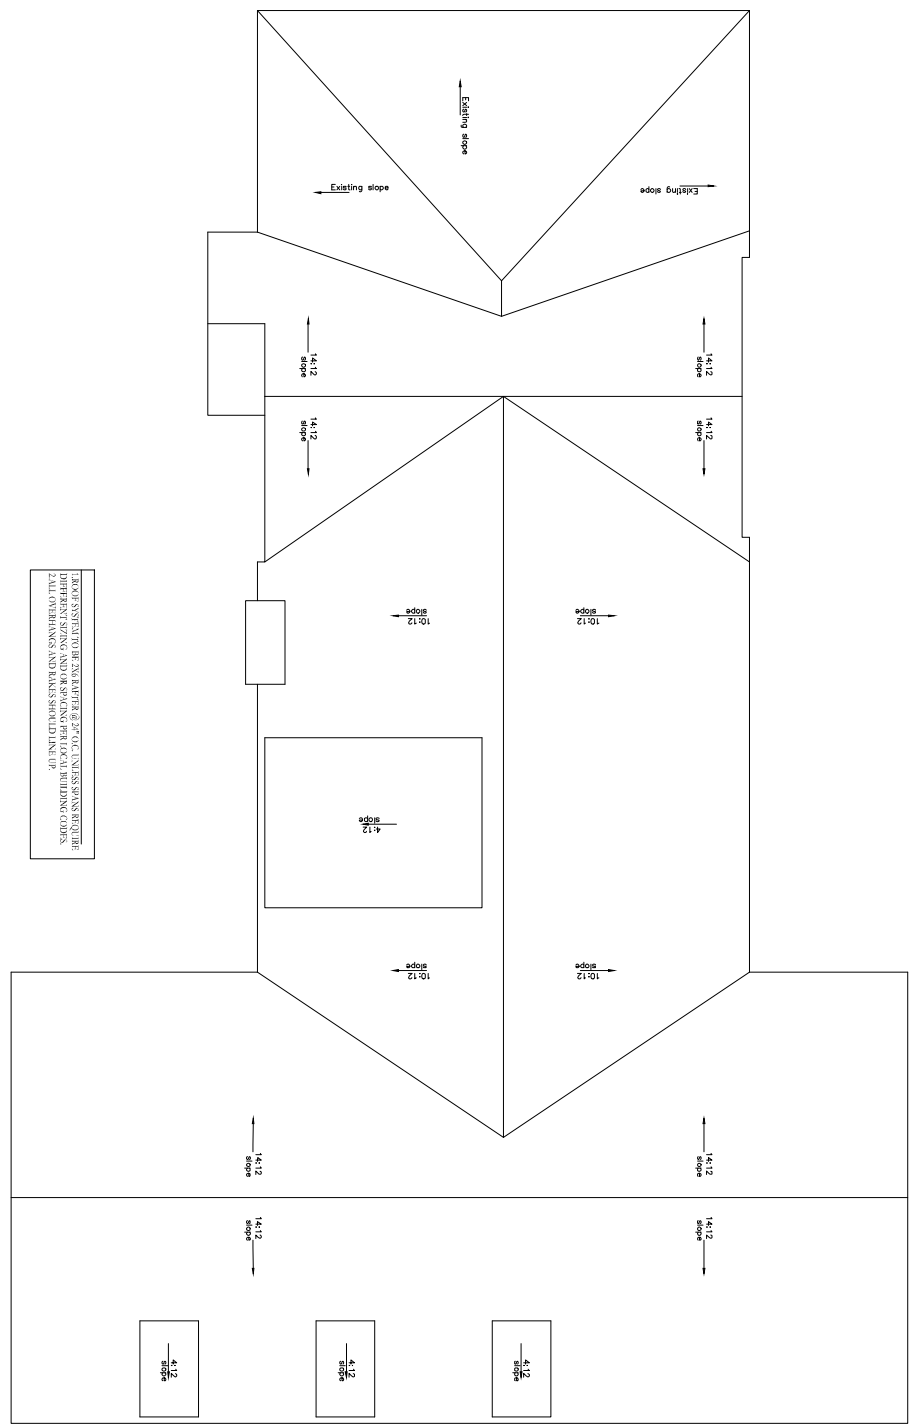 Existing slope
Existing slope
Existing
slope
14:12
slope
14:12
slope
14:12
slope
14:12
slope
1.ROOF SYSTEM TO BE 2X6 RAFTER @ 24" O.C. UNLESS SPANS REQUIRE
DIFFERENT SIZING AND OR SPACING PER LOCAL BUILDING CODES.
2.ALL OVERHANGS AND RAKES SHOULD LINE UP.
10:12
slope
10:12
slope
4:12
slope
10:12
slope
10:12
slope
14:12
slope
14:12
slope
14:12
slope
14:12
slope
4:12
slope
4:12
slope
4:12
slope